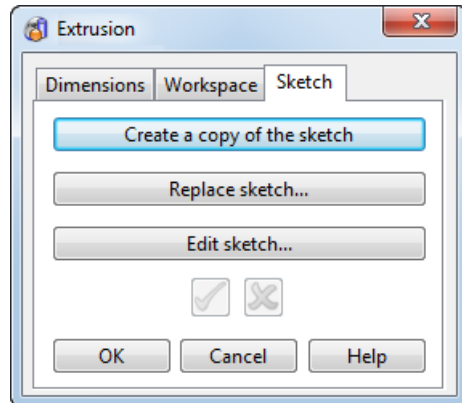 Extrusion
Dimensions Workspace Sketch
Create a copy of the sketch
Replace sketch...
Edit sketch...
OK Cancel Help